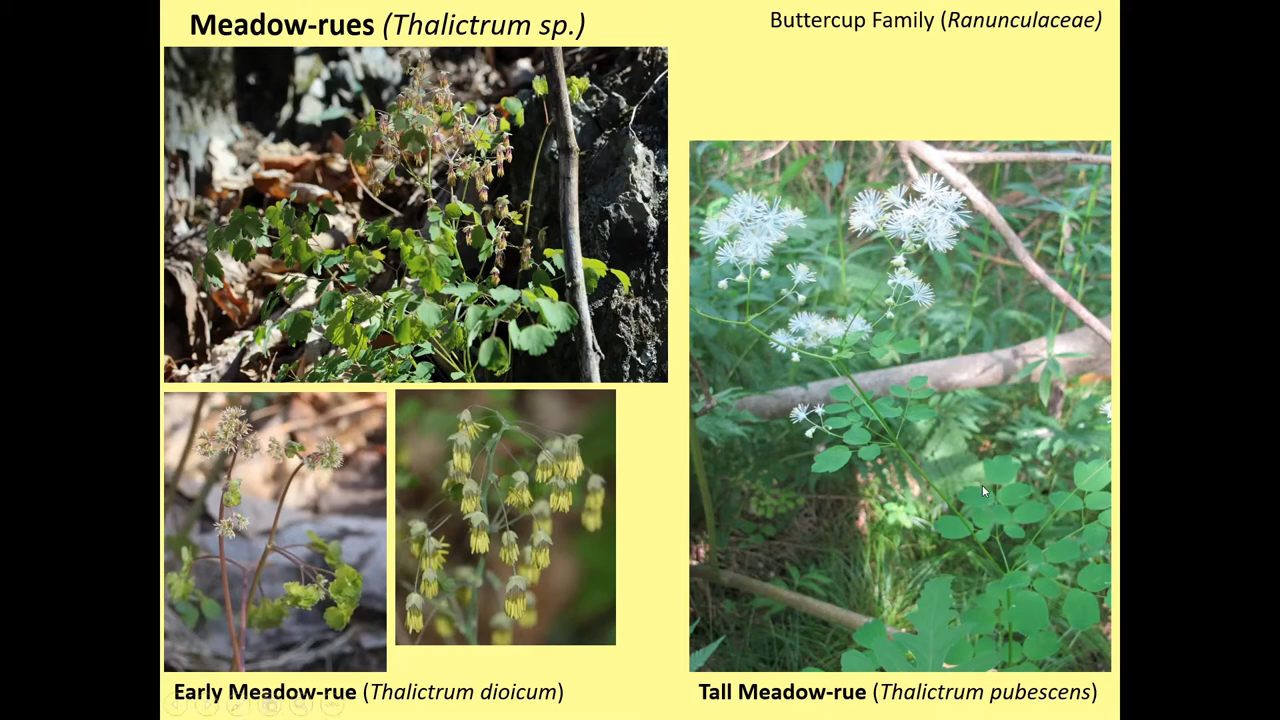 Meadow-rues (Thalictrum sp.)
Buttercup Family (Ranunculaceae)
Early Meadow-rue (Thalictrum dioicum)
Tall Meadow-rue (Thalictrum pubescens)